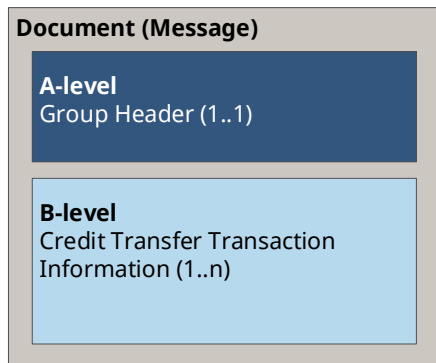 Document (Message)
A-level
Group Header (1..1)
B-level
Credit Transfer Transaction
Information (1..n)